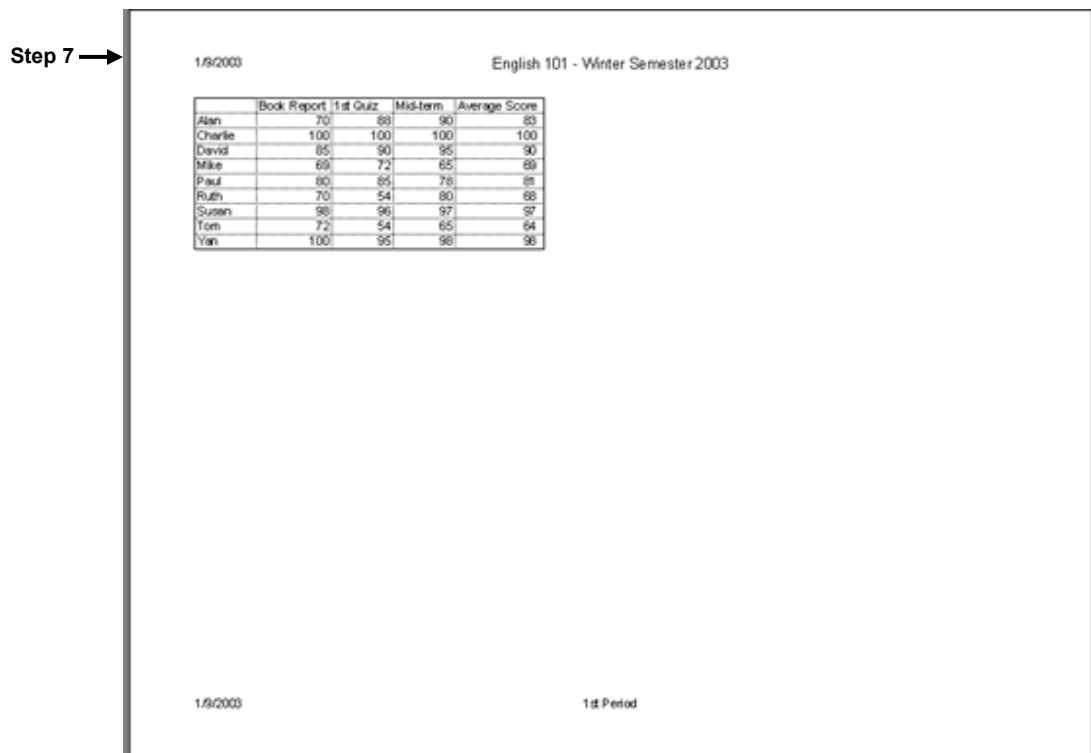 Step 7
1/9/2003 English 101 - Winter Semester 2003
Book Report 1st Quiz Mid-term Average Score
Alan 70 88 90 83
Charlie 100 100 100 100
David 85 90 95 90
Mike 69 72 65 69
Paul 80 85 78 81
Ruth 70 54 80 68
Susan 98 96 97 97
Tom 72 54 65 64
Yan 100 95 98 98
1/9/2003 1st Period